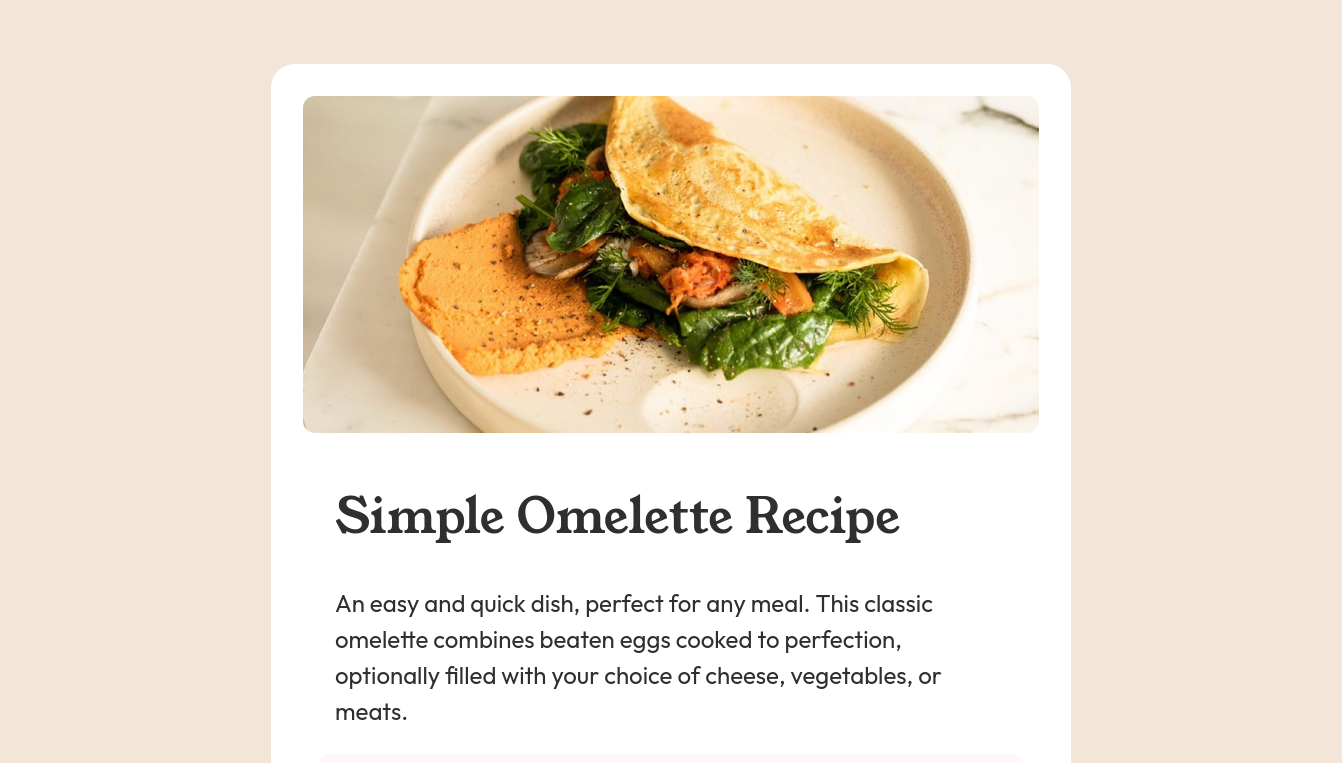 Simple Omelette Recipe
An easy and quick dish, perfect for any meal. This classic
omelette combines beaten eggs cooked to perfection,
optionally filled with your choice of cheese, vegetables, or
meats.